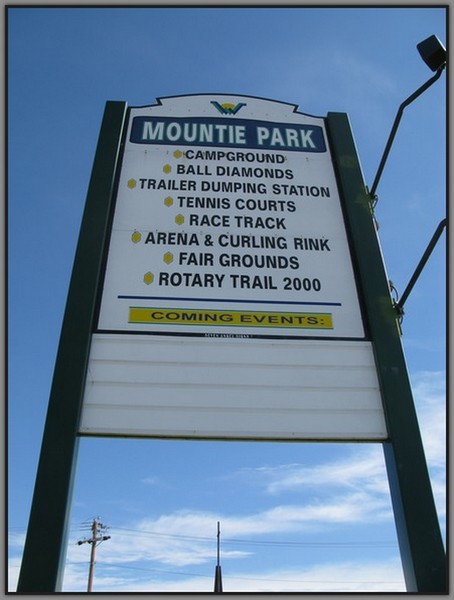 MOUNTIE PARK
CAMPGROUND
BALL DIAMONDS
TRAILER DUMPING STATION
TENNIS COURTS
RACE TRACK
ARENA & CURLING RINK
FAIR GROUNDS
ROTARY TRAIL 2000
COMING EVENTS: